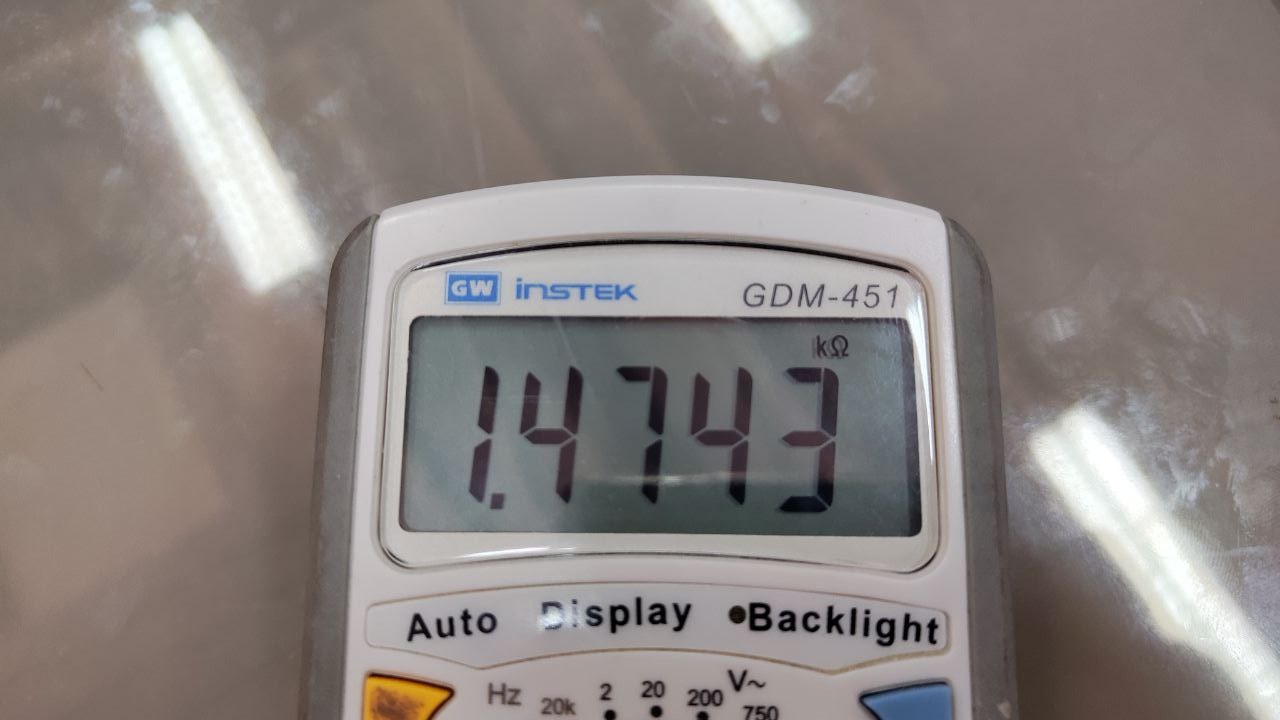 GW INSTEK GDM-451
kΩ
1.4743
Auto Display •Backlight
Hz 20k 2 20 200 V~ 750